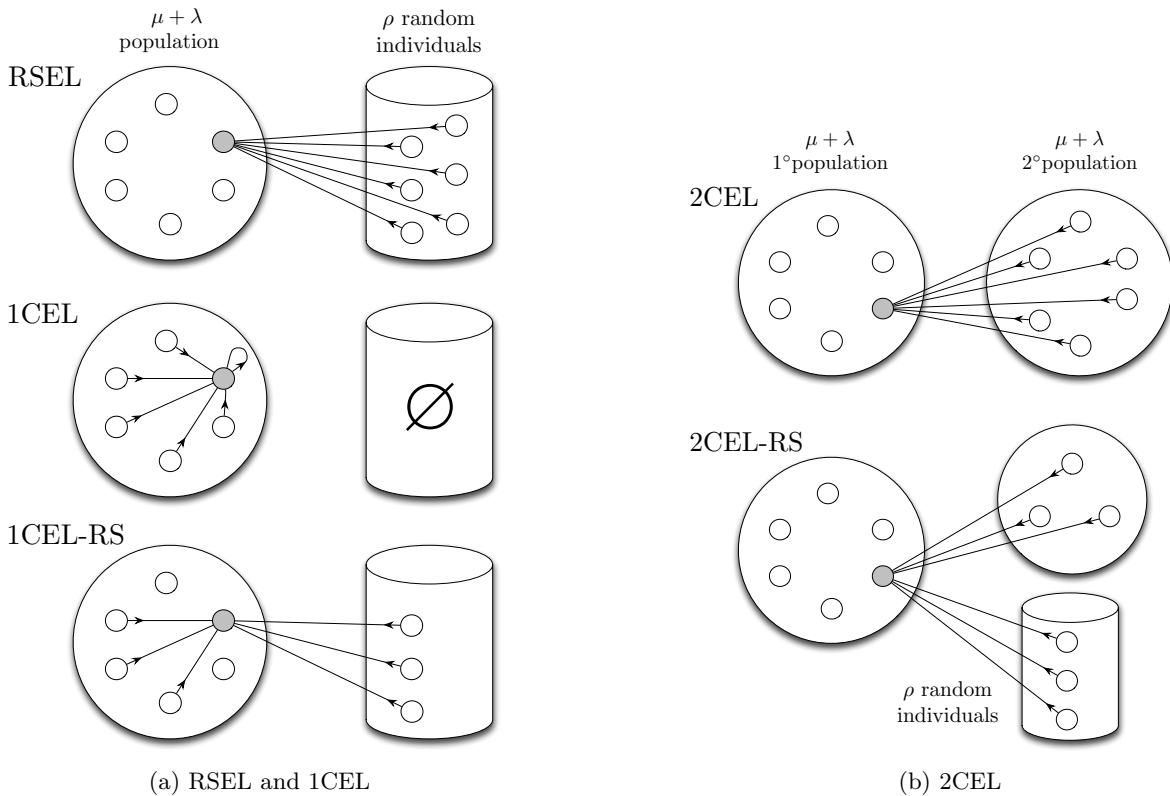 μ + λ
population
ρ random
individuals
RSEL
1CEL
∅
1CEL-RS
(a) RSEL and 1CEL
μ + λ
1°population
μ + λ
2°population
2CEL
2CEL-RS
ρ random
individuals
(b) 2CEL